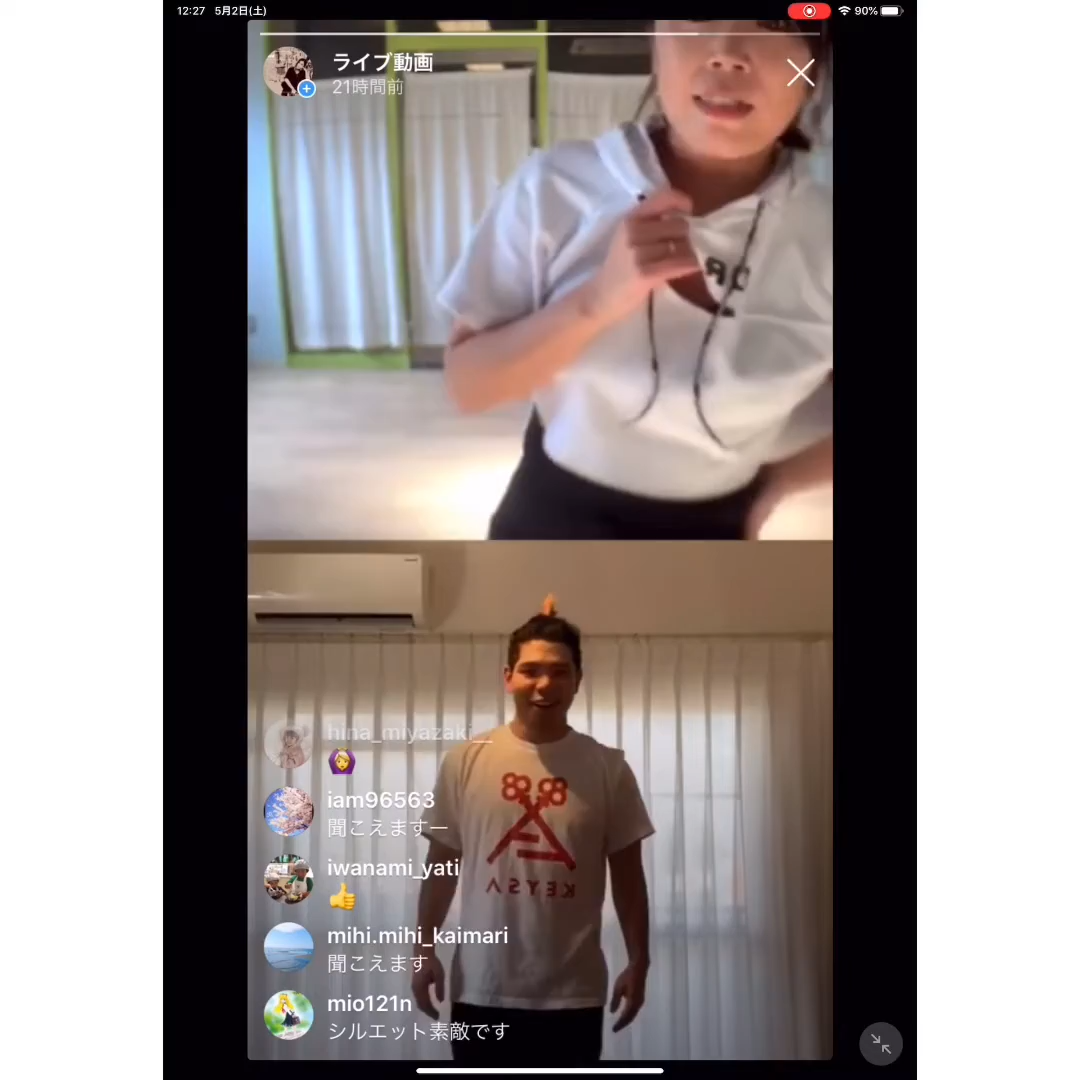 12:27 5月2日(土)
90%
ライブ動画
21時間前
hina_miyazaki__
iam96563
聞こえますー
iwanami_yati
mihi.mihi_kaimari
聞こえます
mio121n
シルエット素敵です
KEYSA